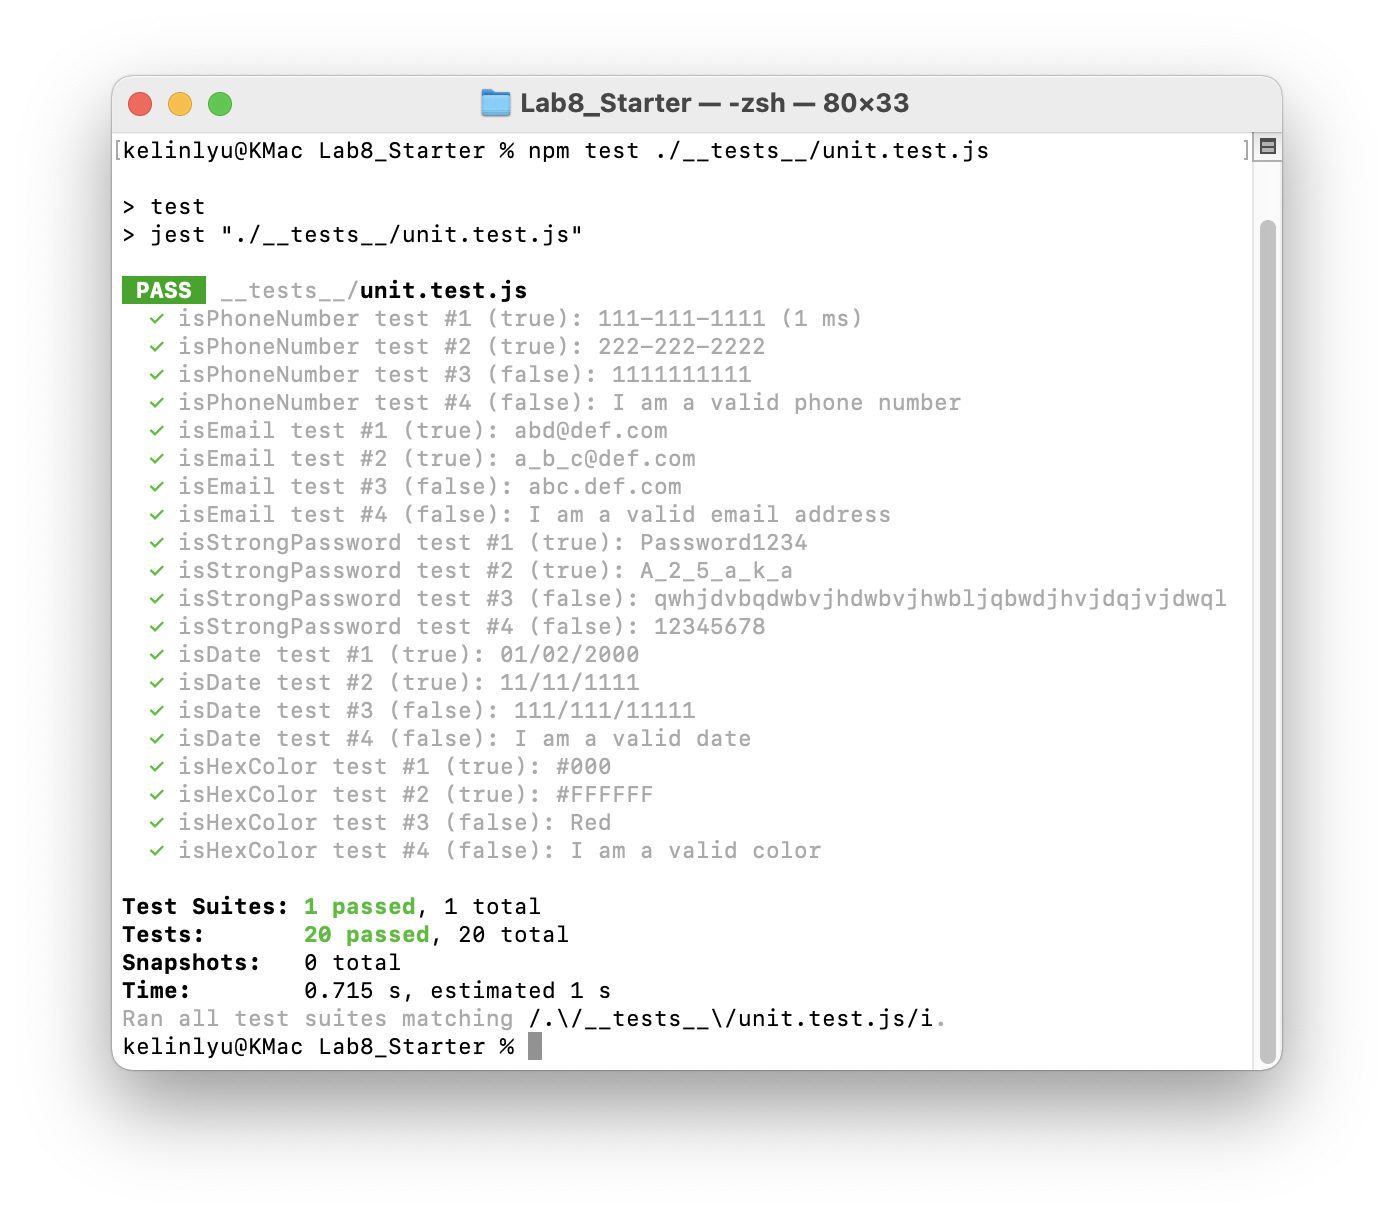 Lab8_Starter — -zsh — 80×33
[kelinlyu@KMac Lab8_Starter % npm test ./__tests__/unit.test.js ]
> test
> jest "./__tests__/unit.test.js"
PASS __tests__/unit.test.js
✓ isPhoneNumber test #1 (true): 111-111-1111 (1 ms)
✓ isPhoneNumber test #2 (true): 222-222-2222
✓ isPhoneNumber test #3 (false): 1111111111
✓ isPhoneNumber test #4 (false): I am a valid phone number
✓ isEmail test #1 (true): abd@def.com
✓ isEmail test #2 (true): a_b_c@def.com
✓ isEmail test #3 (false): abc.def.com
✓ isEmail test #4 (false): I am a valid email address
✓ isStrongPassword test #1 (true): Password1234
✓ isStrongPassword test #2 (true): A_2_5_a_k_a
✓ isStrongPassword test #3 (false): qwhjdvbqdwbvjhdwbvjhwbljqbwdjhvjdqjvjdwql
✓ isStrongPassword test #4 (false): 12345678
✓ isDate test #1 (true): 01/02/2000
✓ isDate test #2 (true): 11/11/1111
✓ isDate test #3 (false): 111/111/11111
✓ isDate test #4 (false): I am a valid date
✓ isHexColor test #1 (true): #000
✓ isHexColor test #2 (true): #FFFFFF
✓ isHexColor test #3 (false): Red
✓ isHexColor test #4 (false): I am a valid color
Test Suites: 1 passed, 1 total
Tests: 20 passed, 20 total
Snapshots: 0 total
Time: 0.715 s, estimated 1 s
Ran all test suites matching /.\/__tests__\/unit.test.js/i.
kelinlyu@KMac Lab8_Starter %